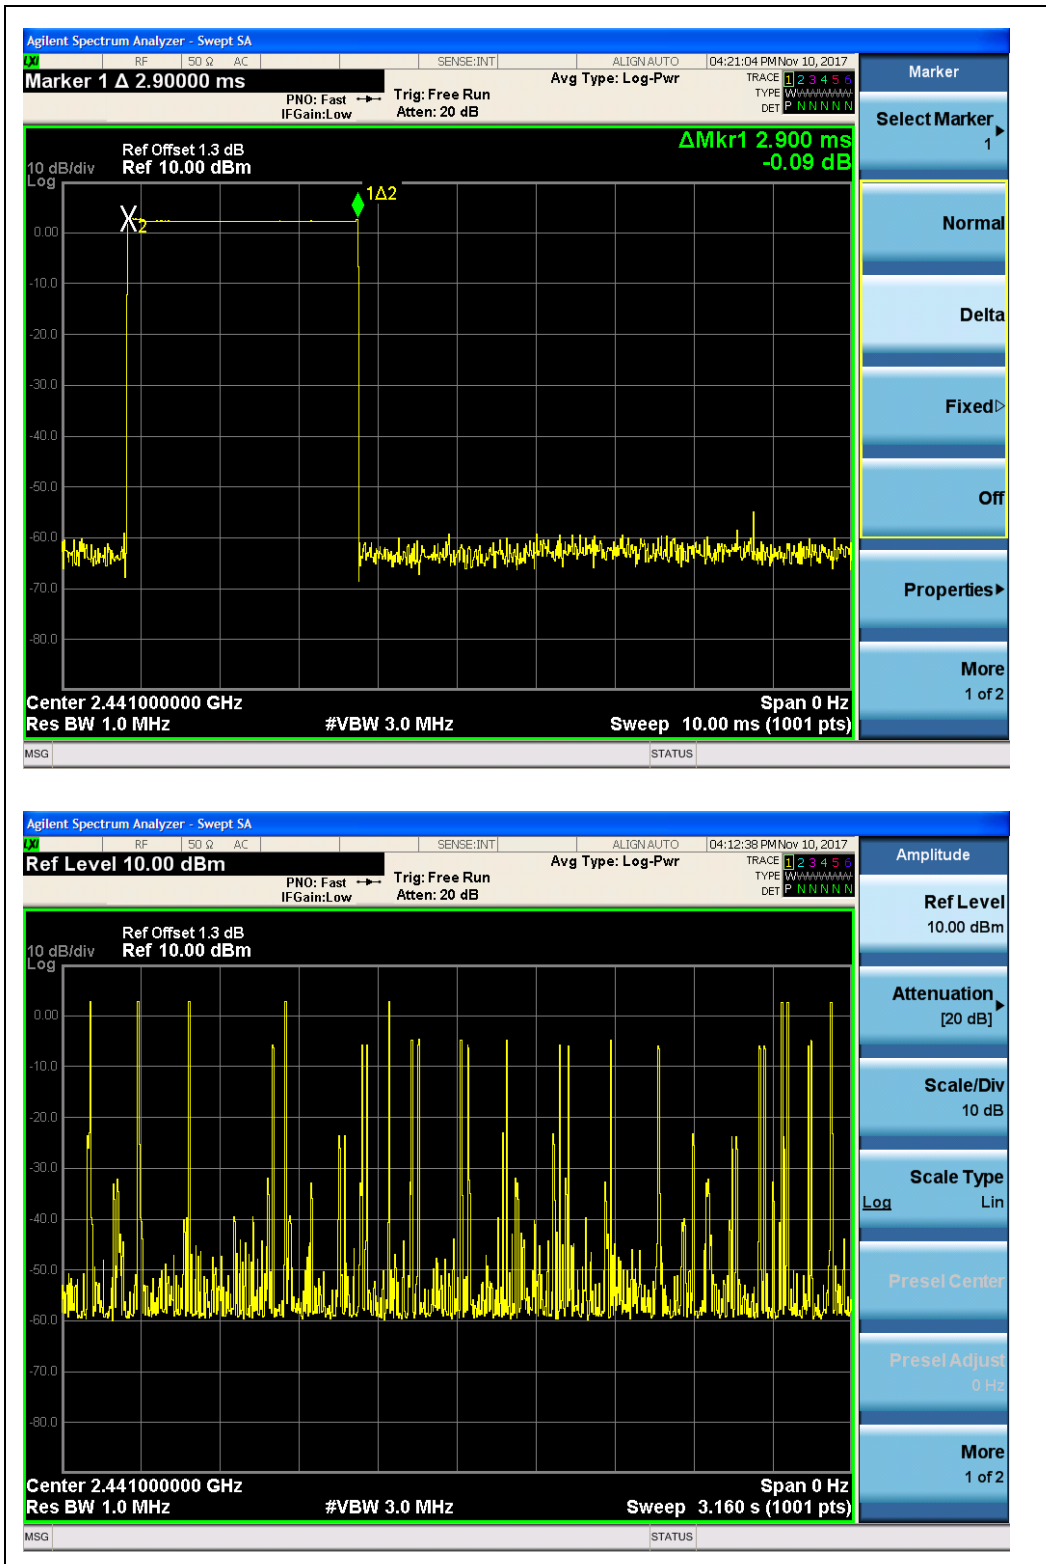 Agilent Spectrum Analyzer - Swept SA
LXI RF 50 Ω AC SENSE:INT ALIGN AUTO 04:21:04 PM Nov 10, 2017
Marker 1 Δ 2.90000 ms
PNO: Fast
IFGain:Low
Trig: Free Run
Atten: 20 dB
Avg Type: Log-Pwr
TRACE 1 2 3 4 5 6
TYPE WWWWWW
DET P N N N N N
ΔMkr1 2.900 ms
-0.09 dB
Ref Offset 1.3 dB
10 dB/div Ref 10.00 dBm
Log
1Δ2
X2
0.00
-10.0
-20.0
-30.0
-40.0
-50.0
-60.0
-70.0
-80.0
Center 2.441000000 GHz Span 0 Hz
Res BW 1.0 MHz #VBW 3.0 MHz Sweep 10.00 ms (1001 pts)
MSG STATUS
Marker
Select Marker
1
Normal
Delta
Fixed
Off
Properties
More
1 of 2
Agilent Spectrum Analyzer - Swept SA
LXI RF 50 Ω AC SENSE:INT ALIGN AUTO 04:12:38 PM Nov 10, 2017
Ref Level 10.00 dBm
PNO: Fast
IFGain:Low
Trig: Free Run
Atten: 20 dB
Avg Type: Log-Pwr
TRACE 1 2 3 4 5 6
TYPE WWWWWW
DET P N N N N N
Ref Offset 1.3 dB
10 dB/div Ref 10.00 dBm
Log
0.00
-10.0
-20.0
-30.0
-40.0
-50.0
-60.0
-70.0
-80.0
Center 2.441000000 GHz Span 0 Hz
Res BW 1.0 MHz #VBW 3.0 MHz Sweep 3.160 s (1001 pts)
MSG STATUS
Amplitude
Ref Level
10.00 dBm
Attenuation
[20 dB]
Scale/Div
10 dB
Scale Type
Log Lin
Presel Center
Presel Adjust
0 Hz
More
1 of 2